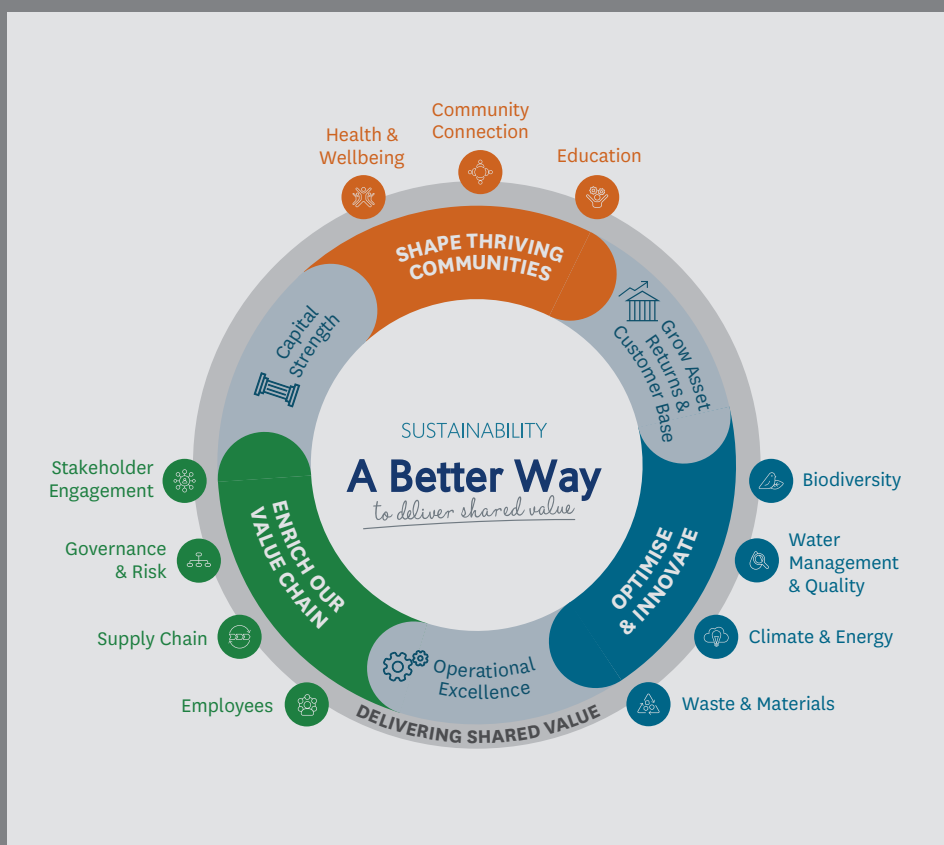 Community
Connection
Health &
Wellbeing
Education
SHAPE THRIVING
COMMUNITIES
Capital
Strength
Grow Asset
Returns &
Customer Base
SUSTAINABILITY
A Better Way
to deliver shared value
Stakeholder
Engagement
Governance
& Risk
Supply Chain
Employees
ENRICH OUR
VALUE CHAIN
OPTIMISE
& INNOVATE
Biodiversity
Water
Management
& Quality
Climate & Energy
Waste & Materials
Operational
Excellence
DELIVERING SHARED VALUE